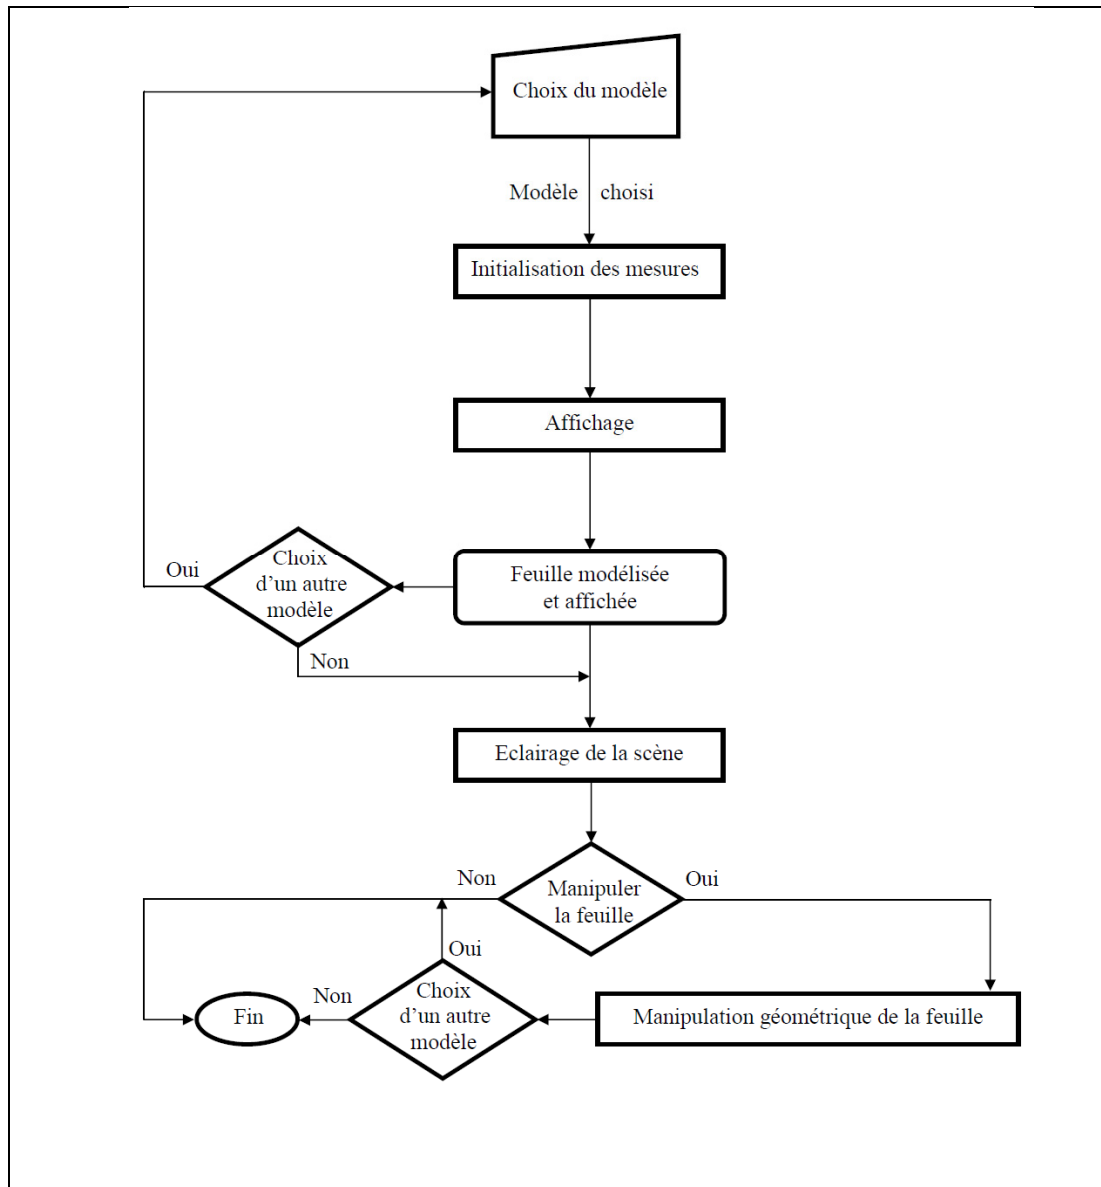 Choix du modèle
Modèle choisi
Initialisation des mesures
Affichage
Oui
Choix
d’un autre
modèle
Feuille modélisée
et affichée
Non
Eclairage de la scène
Non
Manipuler
la feuille
Oui
Oui
Fin
Non
Choix
d’un autre
modèle
Manipulation géométrique de la feuille